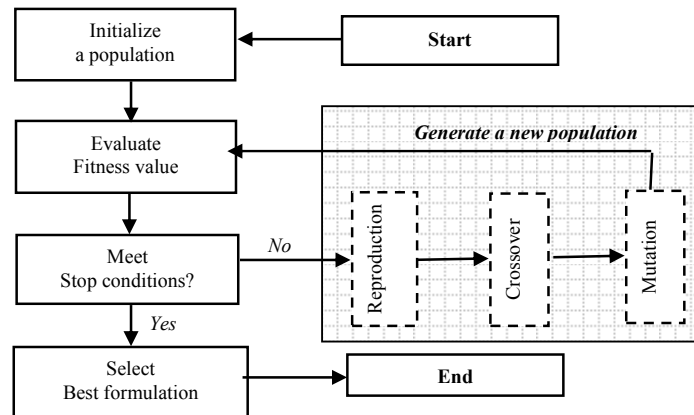 Initialize
a population
Start
Evaluate
Fitness value
Generate a new population
Meet
Stop conditions?
No
Reproduction
Crossover
Mutation
Yes
Select
Best formulation
End